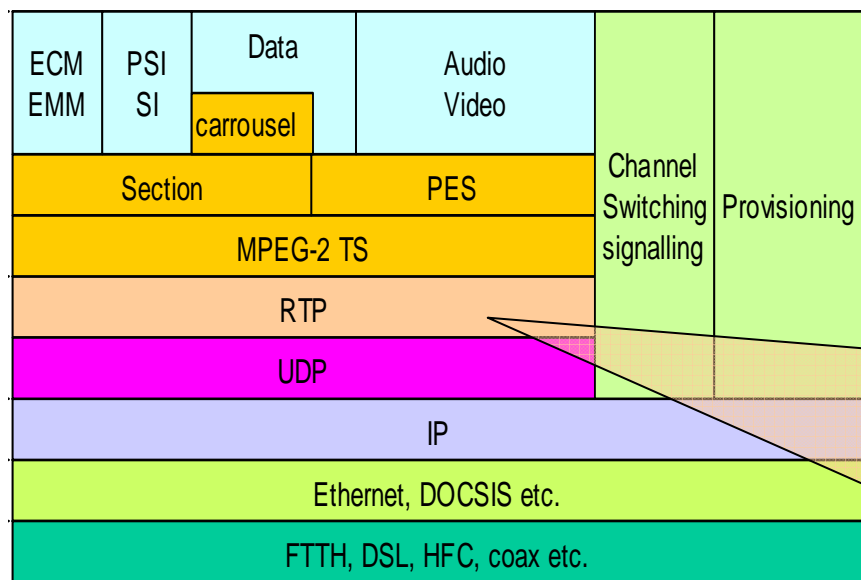 ECM
EMM
PSI
SI
Data
carrousel
Audio
Video
Section
PES
Channel
Switching
signalling
Provisioning
MPEG-2 TS
RTP
UDP
IP
Ethernet, DOCSIS etc.
FTTH, DSL, HFC, coax etc.